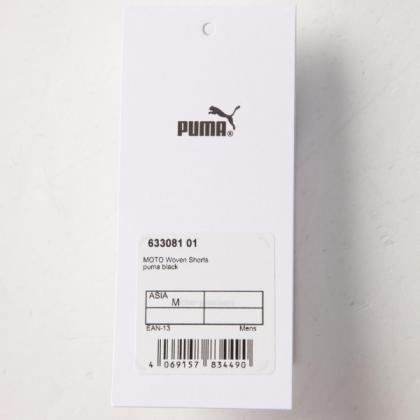 PUMA®
633081 01
MOTO Woven Shorts
puma black
ASIA
M
EAN-13 Mens
4 069157 834490